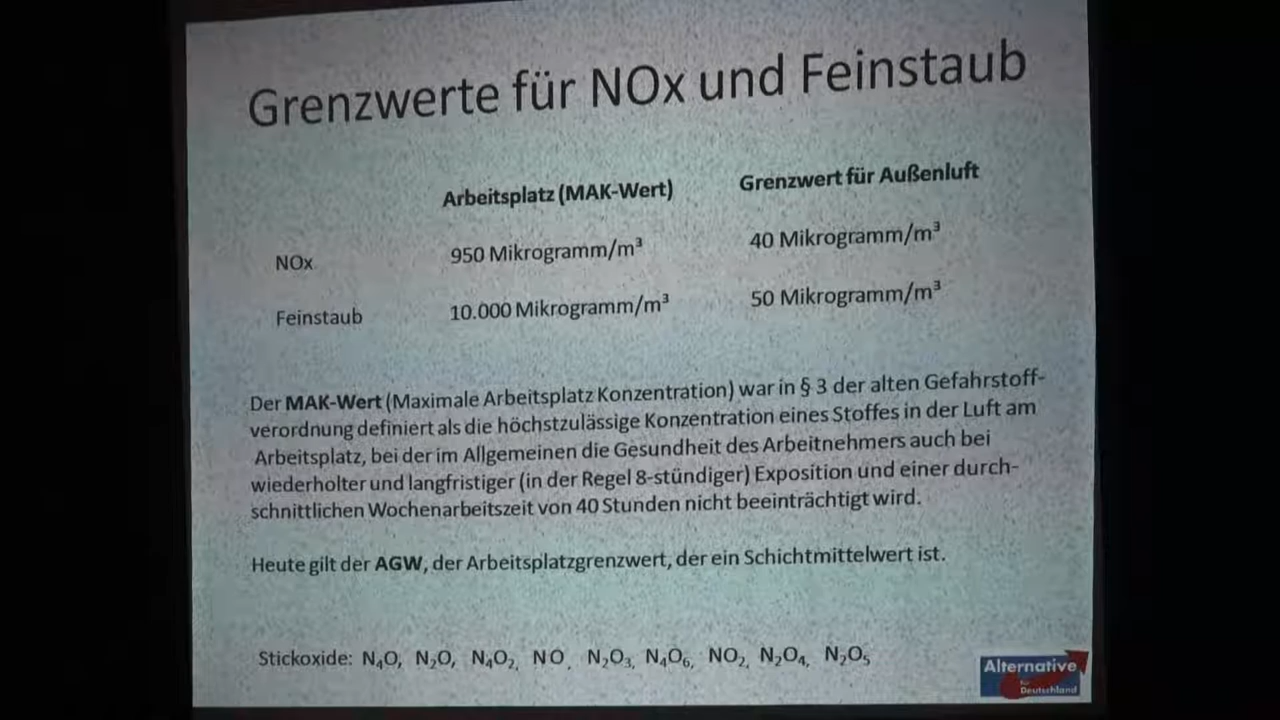 Grenzwerte für NOx und Feinstaub
Arbeitsplatz (MAK-Wert) Grenzwert für Außenluft
NOx 950 Mikrogramm/m³ 40 Mikrogramm/m³
Feinstaub 10.000 Mikrogramm/m³ 50 Mikrogramm/m³
Der MAK-Wert (Maximale Arbeitsplatz Konzentration) war in § 3 der alten Gefahrstoff-
verordnung definiert als die höchstzulässige Konzentration eines Stoffes in der Luft am
Arbeitsplatz, bei der im Allgemeinen die Gesundheit des Arbeitnehmers auch bei
wiederholter und langfristiger (in der Regel 8-stündiger) Exposition und einer durch-
schnittlichen Wochenarbeitszeit von 40 Stunden nicht beeinträchtigt wird.
Heute gilt der AGW, der Arbeitsplatzgrenzwert, der ein Schichtmittelwert ist.
Stickoxide: N₄O, N₂O, N₄O₂, NO, N₂O₃, N₄O₆, NO₂, N₂O₄, N₂O₅
Alternative
für
Deutschland